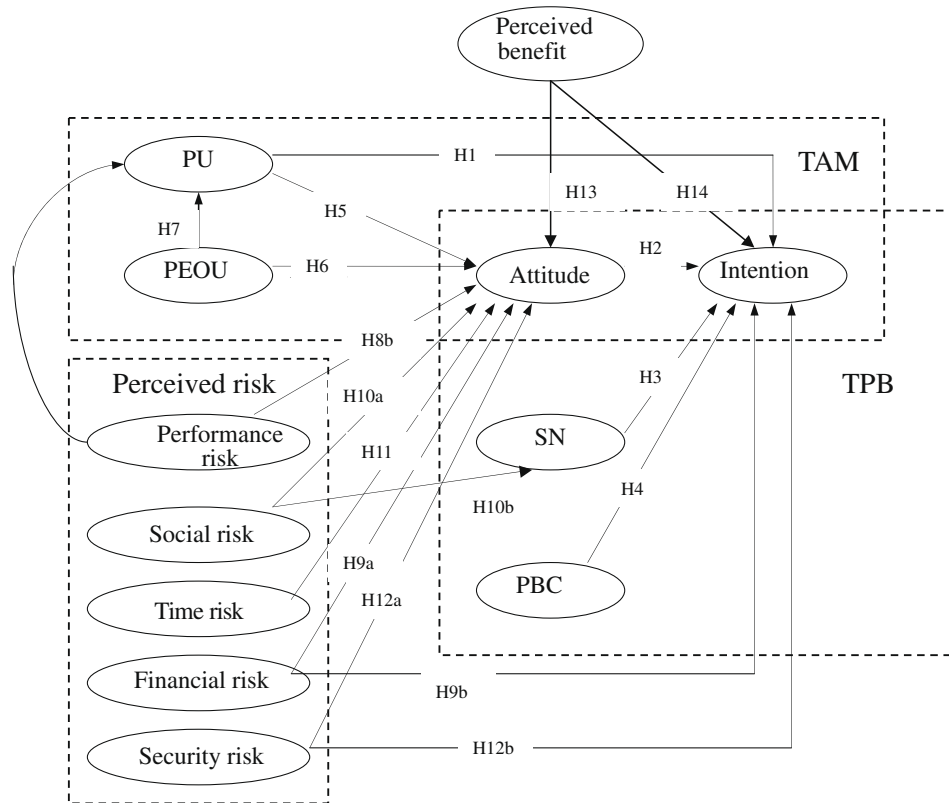 Perceived
benefit
PU
H1
TAM
H13
H14
H5
H7
PEOU
H6
Attitude
H2
Intention
H8b
Perceived risk
H3
TPB
H10a
Performance
risk
H11
SN
H4
H10b
Social risk
H9a
PBC
H12a
Time risk
Financial risk
H9b
Security risk
H12b